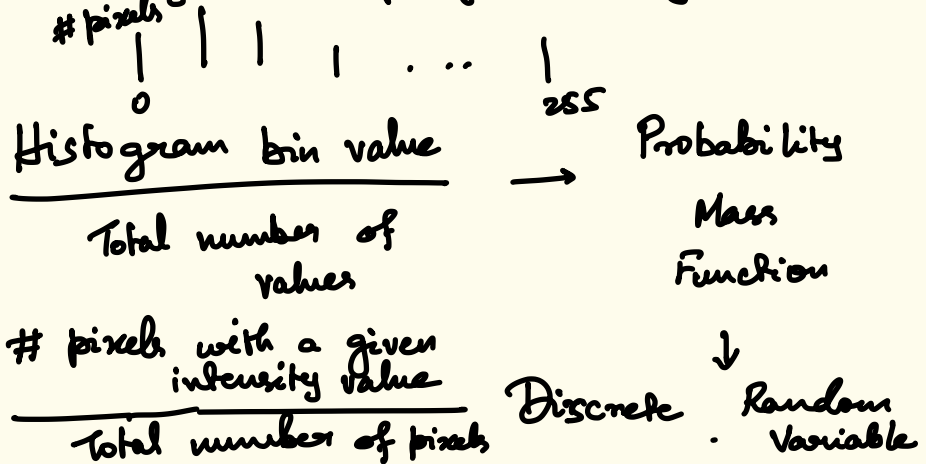 # pixels
. . . .
0 255
Histogram bin value → Probability
Total number of Mass
values Function
# pixels with a given ↓
intensity value Discrete Random
Total number of pixels Variable